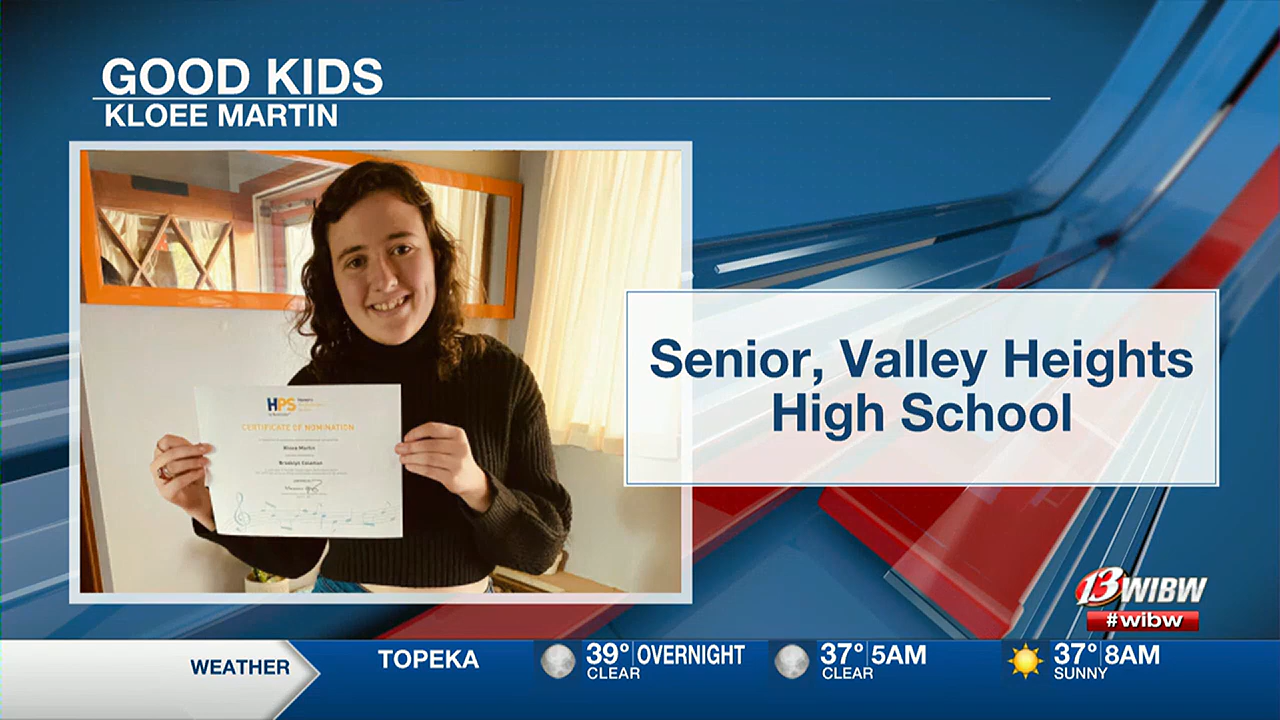 GOOD KIDS
KLOEE MARTIN
HPS
CERTIFICATE OF NOMINATION
Martin
Senior, Valley Heights
High School
13 WIBW
#wibw
WEATHER
TOPEKA
39° OVERNIGHT
CLEAR
37° 5AM
CLEAR
37° 8AM
SUNNY